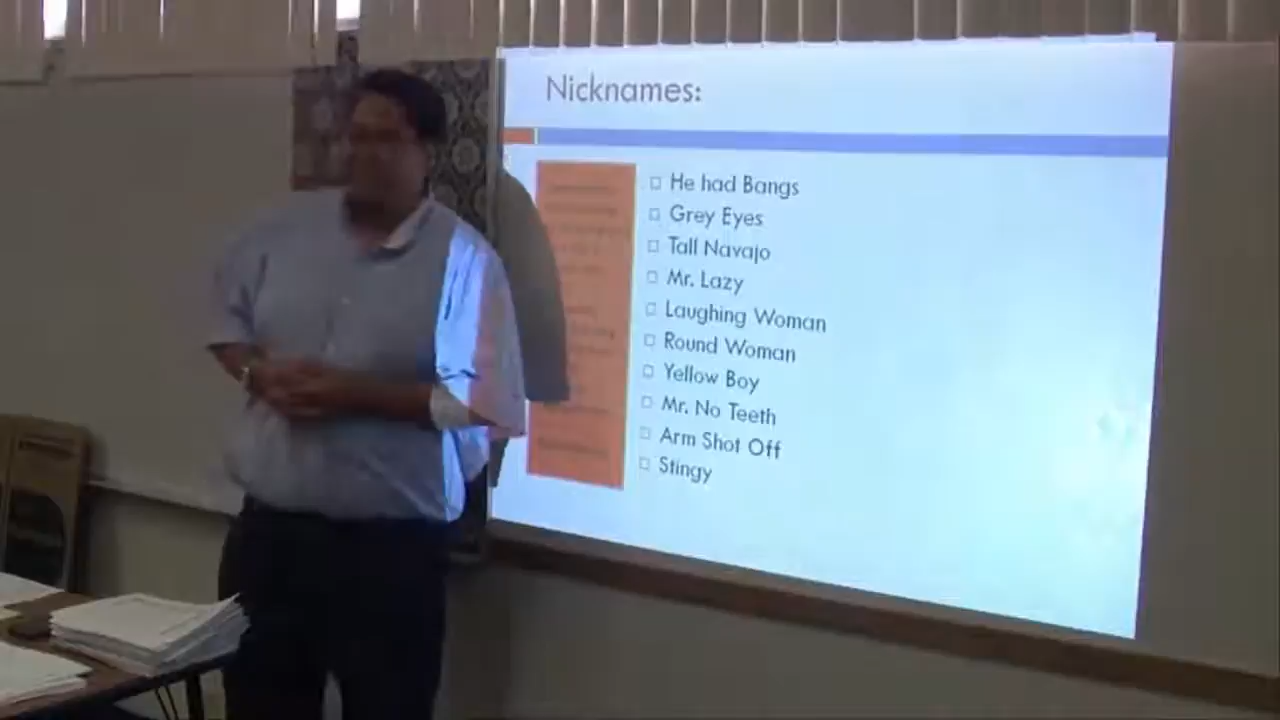 Nicknames:
He had Bangs
Grey Eyes
Tall Navajo
Mr. Lazy
Laughing Woman
Round Woman
Yellow Boy
Mr. No Teeth
Arm Shot Off
Stingy